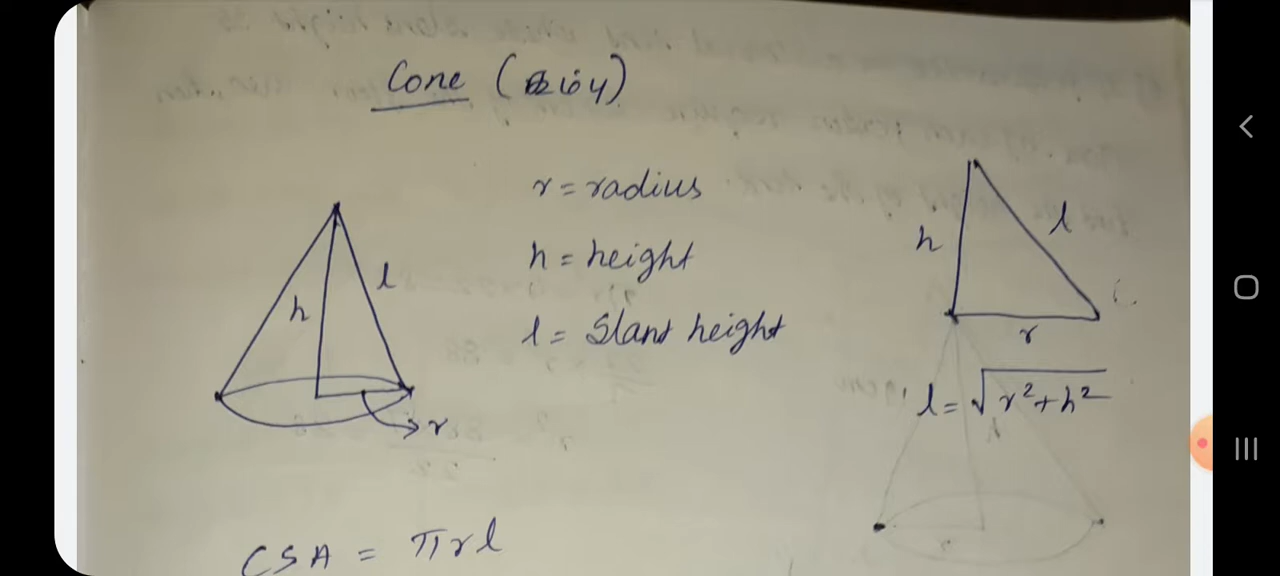 Cone
r = radius
h = height
l = Slant height
h
l
r
h
l
r
l = √r²+h²
CSA = πrl